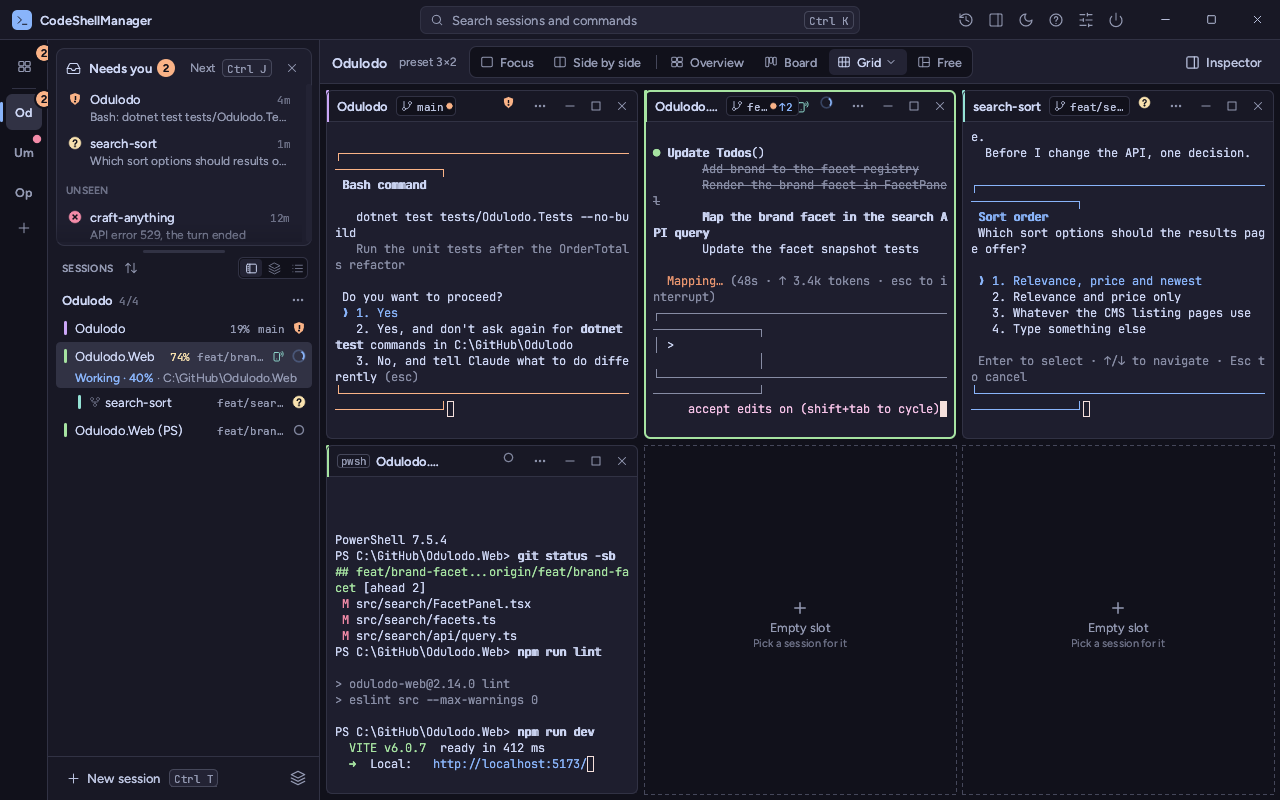 CodeShellManager
Search sessions and commands
Ctrl K
2
Od
2
Um
Op
Needs you 2 Next Ctrl J
Odulodo 4m
Bash: dotnet test tests/Odulodo.Te…
search-sort 1m
Which sort options should results o…
UNSEEN
craft-anything 12m
API error 529, the turn ended
SESSIONS
Odulodo 4/4
Odulodo 19% main
Odulodo.Web 74% feat/bran…
Working · 40% · C:\GitHub\Odulodo.Web
search-sort feat/sear…
Odulodo.Web (PS) feat/bran…
New session Ctrl T
Odulodo preset 3×2 Focus Side by side Overview Board Grid Free Inspector
Odulodo main
Bash command
dotnet test tests/Odulodo.Tests --no-bu
ild
Run the unit tests after the OrderTotal
s refactor
Do you want to proceed?
❯ 1. Yes
2. Yes, and don't ask again for dotnet
test commands in C:\GitHub\Odulodo
3. No, and tell Claude what to do diffe
rently (esc)
Odulodo.… fe… ↑2
● Update Todos()
Add brand to the facet registry
Render the brand facet in FacetPane
l
Map the brand facet in the search A
PI query
Update the facet snapshot tests
Mapping… (48s · ↑ 3.4k tokens · esc to i
nterrupt)
>
accept edits on (shift+tab to cycle)
search-sort feat/se…
e.
Before I change the API, one decision.
Sort order
Which sort options should the results pag
e offer?
❯ 1. Relevance, price and newest
2. Relevance and price only
3. Whatever the CMS listing pages use
4. Type something else
Enter to select · ↑/↓ to navigate · Esc t
o cancel
pwsh Odulodo.…
PowerShell 7.5.4
PS C:\GitHub\Odulodo.Web> git status -sb
## feat/brand-facet...origin/feat/brand-fa
cet [ahead 2]
M src/search/FacetPanel.tsx
M src/search/facets.ts
M src/search/api/query.ts
PS C:\GitHub\Odulodo.Web> npm run lint
> odulodo-web@2.14.0 lint
> eslint src --max-warnings 0
PS C:\GitHub\Odulodo.Web> npm run dev
VITE v6.0.7 ready in 412 ms
➜ Local: http://localhost:5173/
Empty slot
Pick a session for it
Empty slot
Pick a session for it